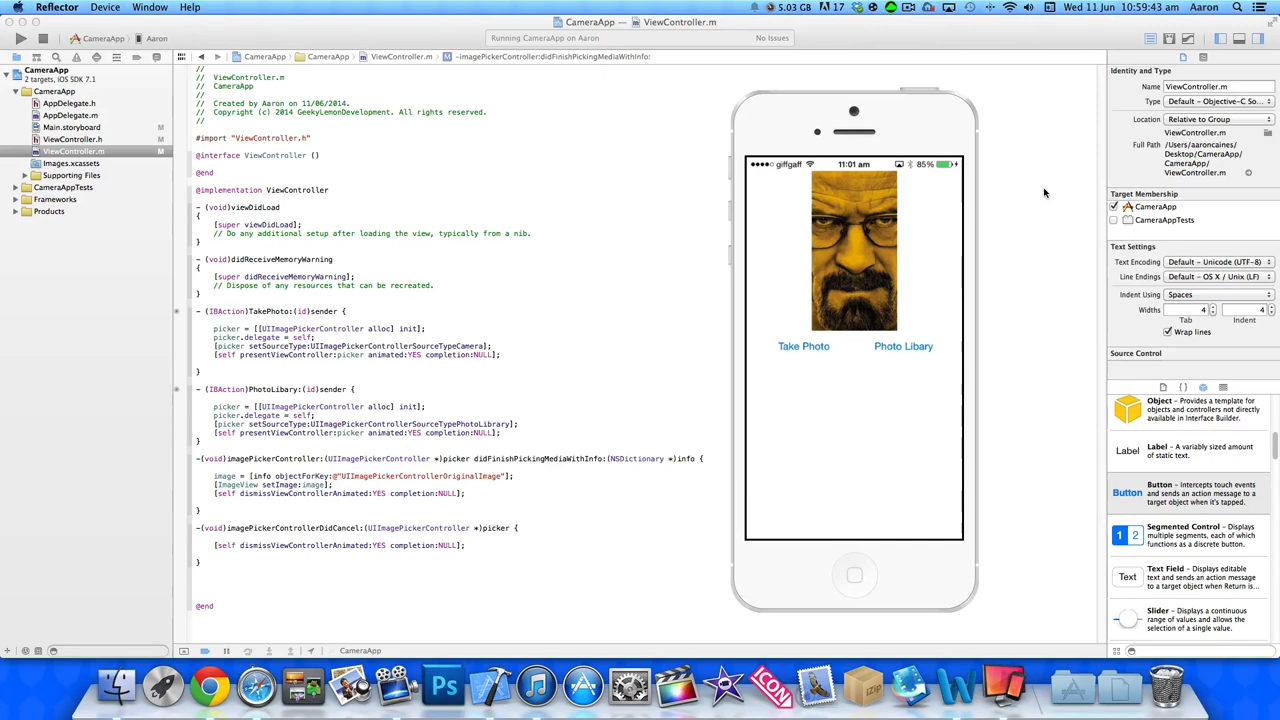 Reflector Device Window Help 5.03 GB 17 Wed 11 Jun 10:59:43 am Aaron
CameraApp — ViewController.m
CameraApp Aaron
Running CameraApp on Aaron No Issues
CameraApp CameraApp ViewController.m -imagePickerController:didFinishPickingMediaWithInfo:
CameraApp
2 targets, iOS SDK 7.1
CameraApp
AppDelegate.h
AppDelegate.m
Main.storyboard M
ViewController.h M
ViewController.m M
Images.xcassets
Supporting Files
CameraAppTests
Frameworks
Products
//
// ViewController.m
// CameraApp
//
// Created by Aaron on 11/06/2014.
// Copyright (c) 2014 GeekyLemonDevelopment. All rights reserved.
//
#import "ViewController.h"
@interface ViewController ()
@end
@implementation ViewController
- (void)viewDidLoad
{
[super viewDidLoad];
// Do any additional setup after loading the view, typically from a nib.
}
- (void)didReceiveMemoryWarning
{
[super didReceiveMemoryWarning];
// Dispose of any resources that can be recreated.
}
- (IBAction)TakePhoto:(id)sender {
picker = [[UIImagePickerController alloc] init];
picker.delegate = self;
[picker setSourceType:UIImagePickerControllerSourceTypeCamera];
[self presentViewController:picker animated:YES completion:NULL];
}
- (IBAction)PhotoLibary:(id)sender {
picker = [[UIImagePickerController alloc] init];
picker.delegate = self;
[picker setSourceType:UIImagePickerControllerSourceTypePhotoLibrary];
[self presentViewController:picker animated:YES completion:NULL];
}
-(void)imagePickerController:(UIImagePickerController *)picker didFinishPickingMediaWithInfo:(NSDictionary *)info {
image = [info objectForKey:@"UIImagePickerControllerOriginalImage"];
[ImageView setImage:image];
[self dismissViewControllerAnimated:YES completion:NULL];
}
-(void)imagePickerControllerDidCancel:(UIImagePickerController *)picker {
[self dismissViewControllerAnimated:YES completion:NULL];
}
@end
CameraApp
giffgaff 11:01 am 85%
Take Photo Photo Libary
Identity and Type
Name ViewController.m
Type Default - Objective-C So...
Location Relative to Group
ViewController.m
Full Path /Users/aaroncaines/
Desktop/CameraApp/
CameraApp/
ViewController.m
Target Membership
CameraApp
CameraAppTests
Text Settings
Text Encoding Default - Unicode (UTF-8)
Line Endings Default - OS X / Unix (LF)
Indent Using Spaces
Widths 4 4
Tab Indent
Wrap lines
Source Control
{ }
Object - Provides a template for
objects and controllers not directly
available in Interface Builder.
Label Label - A variably sized amount
of static text.
Button Button - Intercepts touch events
and sends an action message to a
target object when it's tapped.
1 2 Segmented Control - Displays
multiple segments, each of which
functions as a discrete button.
Text Text Field - Displays editable
text and sends an action message
to a target object when Return is...
Slider - Displays a continuous
range of values and allows the
selection of a single value.
Ps
ICON
iZip
W